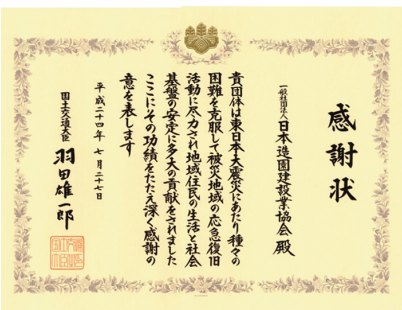 感謝状
一般社団法人日本造園建設業協会 殿
貴団体は東日本大震災にあたり種々の
困難を克服して被災地域の応急復旧
活動に尽力され地域住民の生活と社会
基盤の安定に多大の貢献をされました
ここにその功績をたたえ深く感謝の
意を表します
平成二十四年 七月二十七日
国土交通大臣 羽田雄一郎